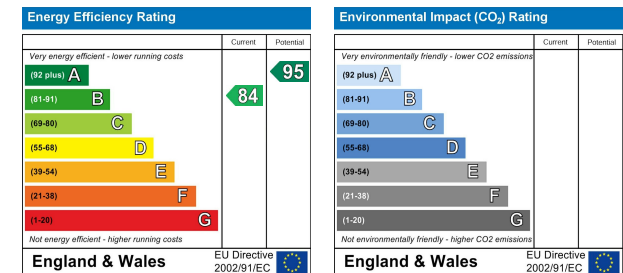 Energy Efficiency Rating
Current Potential
Very energy efficient - lower running costs
(92 plus) A
95
(81-91) B
84
(69-80) C
(55-68) D
(39-54) E
(21-38) F
(1-20) G
Not energy efficient - higher running costs
England & Wales
EU Directive
2002/91/EC
Environmental Impact (CO₂) Rating
Current Potential
Very environmentally friendly - lower CO2 emissions
(92 plus) A
(81-91) B
(69-80) C
(55-68) D
(39-54) E
(21-38) F
(1-20) G
Not environmentally friendly - higher CO2 emissions
England & Wales
EU Directive
2002/91/EC